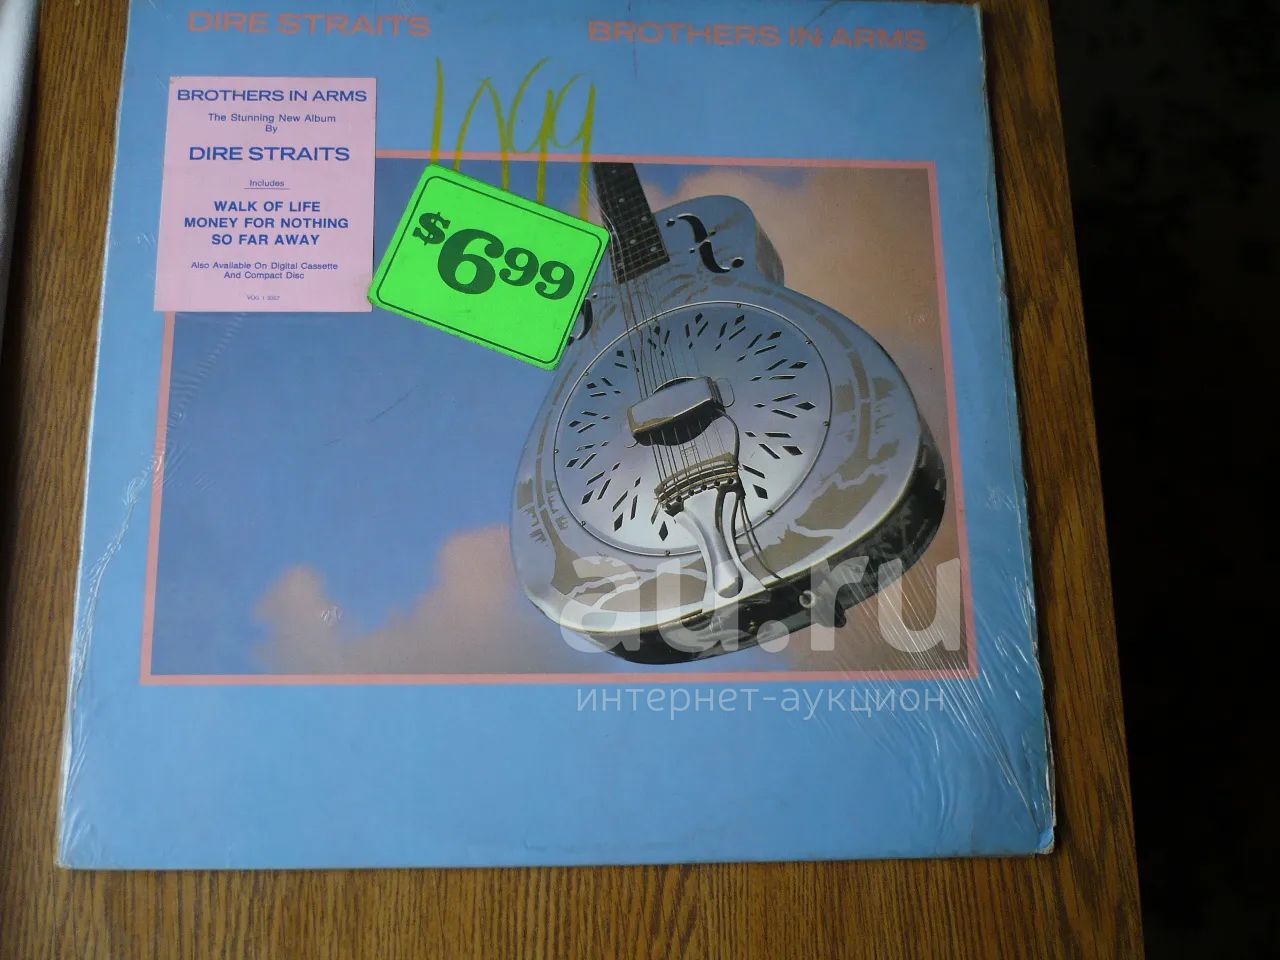 DIRE STRAITS
BROTHERS IN ARMS
BROTHERS IN ARMS
The Stunning New Album
By
DIRE STRAITS
Includes
WALK OF LIFE
MONEY FOR NOTHING
SO FAR AWAY
Also Available On Digital Cassette
And Compact Disc
$6.99
au.ru
интернет-аукцион